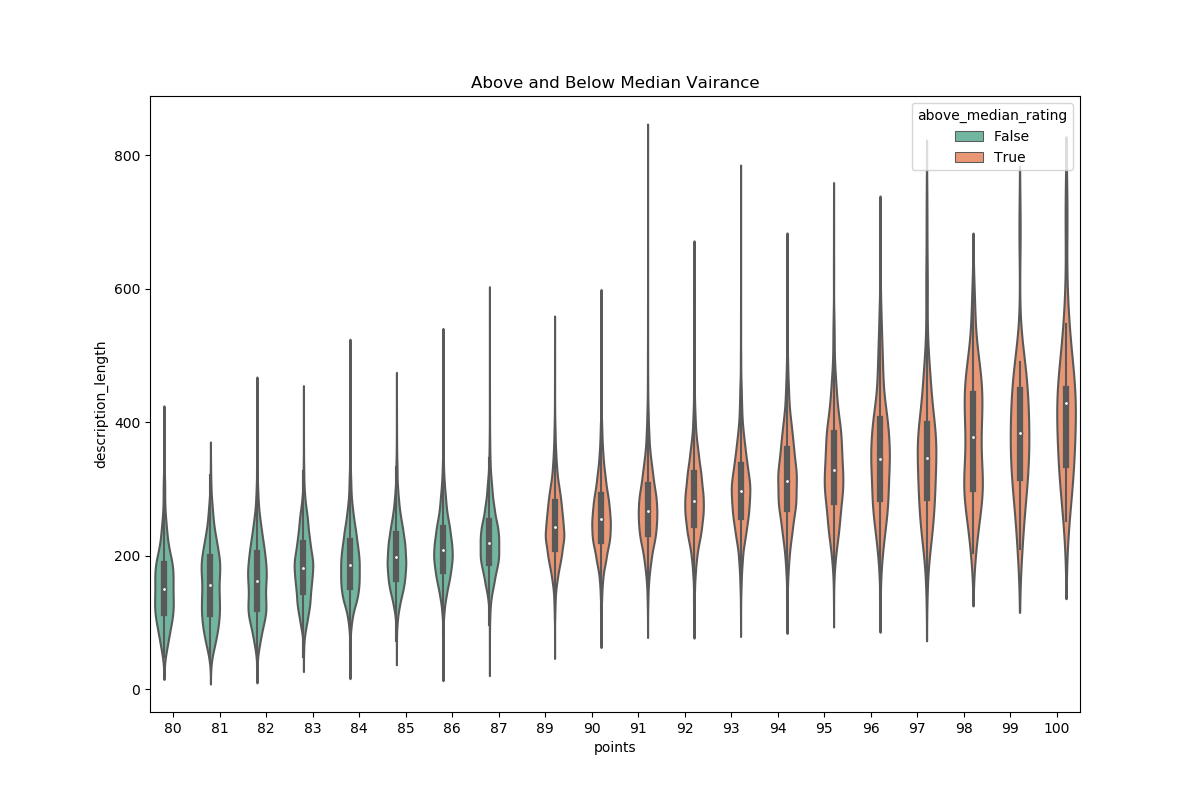 Above and Below Median Vairance
above_median_rating
False
True
description_length
800
600
400
200
0
80 81 82 83 84 85 86 87 89 90 91 92 93 94 95 96 97 98 99 100
points